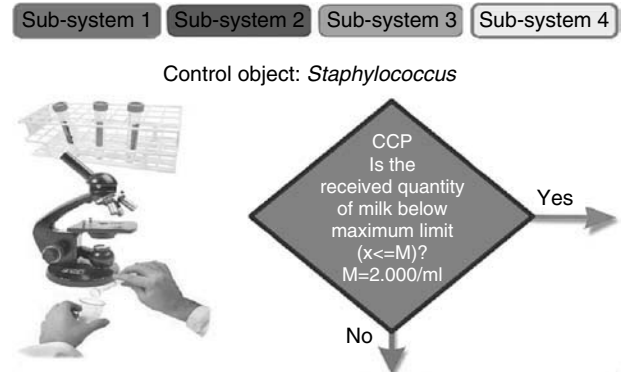 Sub-system 1 Sub-system 2 Sub-system 3 Sub-system 4
Control object: Staphylococcus
CCP
Is the
received quantity
of milk below
maximum limit
(x<=M)?
M=2.000/ml
Yes
No